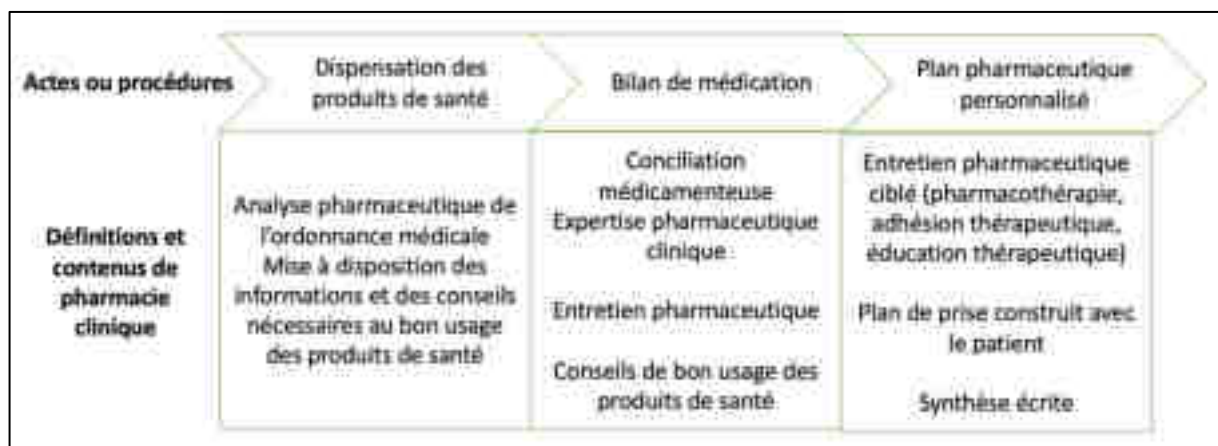 Actes ou procédures
Dispensation des
produits de santé
Bilan de médication
Plan pharmaceutique
personnalisé
Définitions et
contenus de
pharmacie
clinique
Analyse pharmaceutique de
l'ordonnance médicale
Mise à disposition des
informations et des conseils
nécessaires au bon usage
des produits de santé
Conciliation
médicamenteuse
Expertise pharmaceutique
clinique
Entretien pharmaceutique
Conseils de bon usage des
produits de santé
Entretien pharmaceutique
ciblé (pharmacothérapie,
adhésion thérapeutique,
éducation thérapeutique)
Plan de prise construit avec
le patient
Synthèse écrite